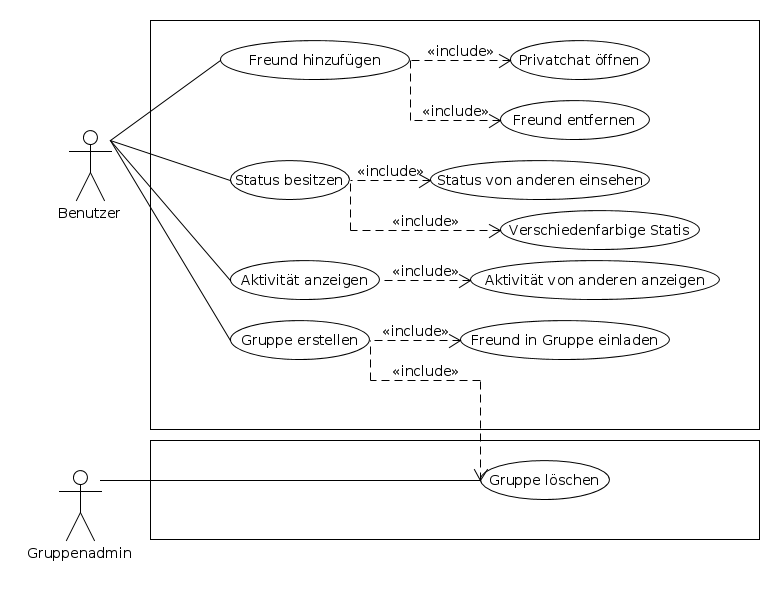 Freund hinzufügen
«include»
Privatchat öffnen
«include»
Freund entfernen
Benutzer
Status besitzen
«include»
Status von anderen einsehen
«include»
Verschiedenfarbige Statis
Aktivität anzeigen
«include»
Aktivität von anderen anzeigen
Gruppe erstellen
«include»
Freund in Gruppe einladen
«include»
Gruppe löschen
Gruppenadmin